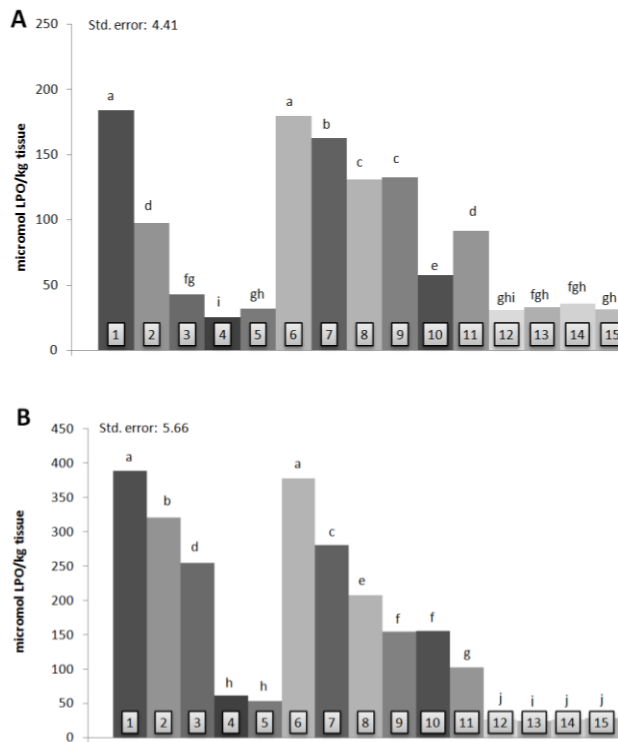 A
Std. error: 4.41
250
200
150
100
50
0
micromol LPO/kg tissue
a
d
fg
i
gh
a
b
c
c
e
d
ghi
fgh
fgh
gh
1
2
3
4
5
6
7
8
9
10
11
12
13
14
15
B
Std. error: 5.66
450
400
350
300
250
200
150
100
50
0
micromol LPO/kg tissue
a
b
d
h
h
a
c
e
f
f
g
j
j
j
j
1
2
3
4
5
6
7
8
9
10
11
12
13
14
15